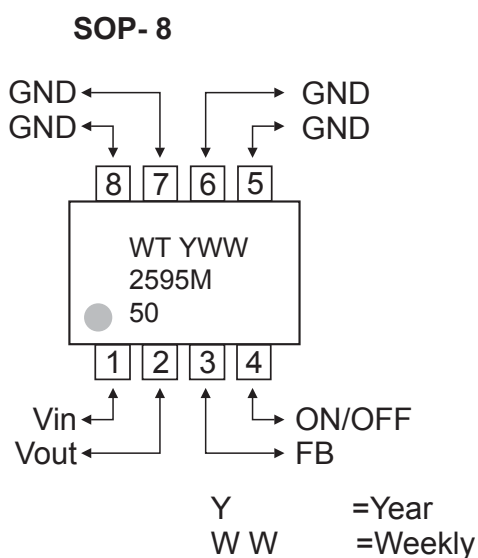 SOP- 8
GND GND
GND GND
8 7 6 5
WT YWW
2595M
50
1 2 3 4
Vin ON/OFF
Vout FB
Y =Year
W W =Weekly